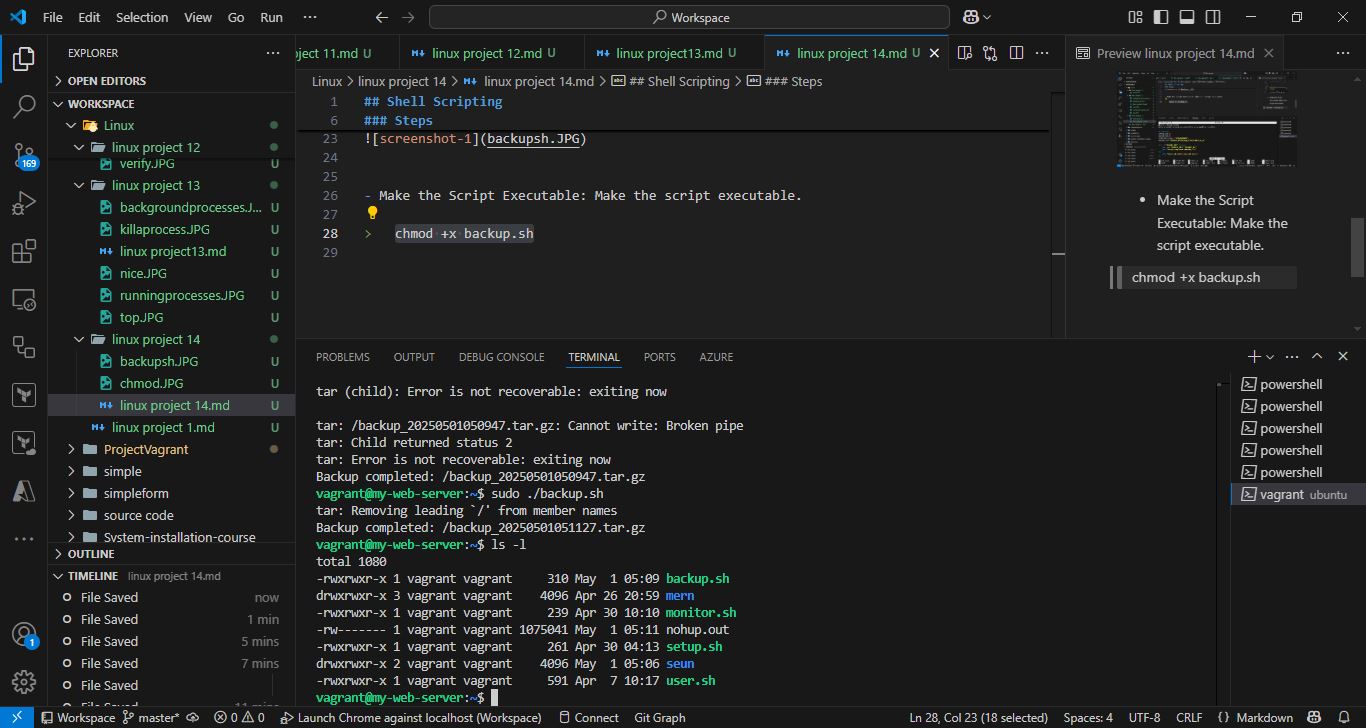 File Edit Selection View Go Run ··· Workspace
EXPLORER
OPEN EDITORS
WORKSPACE
Linux
linux project 12
verify.JPG U
linux project 13
backgroundprocesses.J... U
killaprocess.JPG U
linux project13.md U
nice.JPG U
runningprocesses.JPG U
top.JPG U
linux project 14
backupsh.JPG U
chmod.JPG U
linux project 14.md U
linux project 1.md U
ProjectVagrant
simple
simpleform
source code
System-installation-course
OUTLINE
TIMELINE linux project 14.md
File Saved now
File Saved 1 min
File Saved 5 mins
File Saved 7 mins
File Saved
169
1
ject 11.md U linux project 12.md U linux project13.md U linux project 14.md U
Linux > linux project 14 > linux project 14.md > ## Shell Scripting > ### Steps
1 ## Shell Scripting
6 ### Steps
23 ![screenshot-1](backupsh.JPG)
24
25
26 - Make the Script Executable: Make the script executable.
27
28 > chmod +x backup.sh
29
Preview linux project 14.md
• Make the Script
Executable: Make the
script executable.
chmod +x backup.sh
PROBLEMS OUTPUT DEBUG CONSOLE TERMINAL PORTS AZURE
tar (child): Error is not recoverable: exiting now
tar: /backup_20250501050947.tar.gz: Cannot write: Broken pipe
tar: Child returned status 2
tar: Error is not recoverable: exiting now
Backup completed: /backup_20250501050947.tar.gz
vagrant@my-web-server:~$ sudo ./backup.sh
tar: Removing leading `/' from member names
Backup completed: /backup_20250501051127.tar.gz
vagrant@my-web-server:~$ ls -l
total 1080
-rwxrwxr-x 1 vagrant vagrant 310 May 1 05:09 backup.sh
drwxrwxr-x 3 vagrant vagrant 4096 Apr 26 20:59 mern
-rwxrwxr-x 1 vagrant vagrant 239 Apr 30 10:10 monitor.sh
-rw------- 1 vagrant vagrant 1075041 May 1 05:11 nohup.out
-rwxrwxr-x 1 vagrant vagrant 261 Apr 30 04:13 setup.sh
drwxrwxr-x 2 vagrant vagrant 4096 May 1 05:06 seun
-rwxrwxr-x 1 vagrant vagrant 591 Apr 7 10:17 user.sh
vagrant@my-web-server:~$
powershell
powershell
powershell
powershell
powershell
vagrant ubuntu
Workspace master* 0 0 Launch Chrome against localhost (Workspace) Connect Git Graph Ln 28, Col 23 (18 selected) Spaces: 4 UTF-8 CRLF {} Markdown